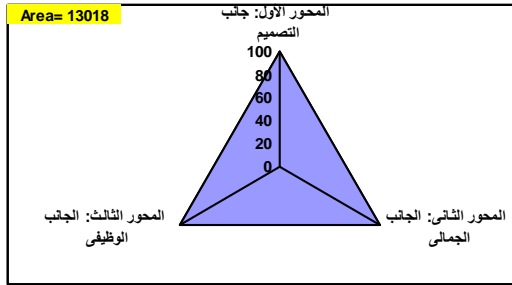 Area= 13018
المحور الأول: جانب
التصميم
100
80
60
40
20
0
المحور الثالث: الجانب
الوظيفى
المحور الثانى: الجانب
الجمالى